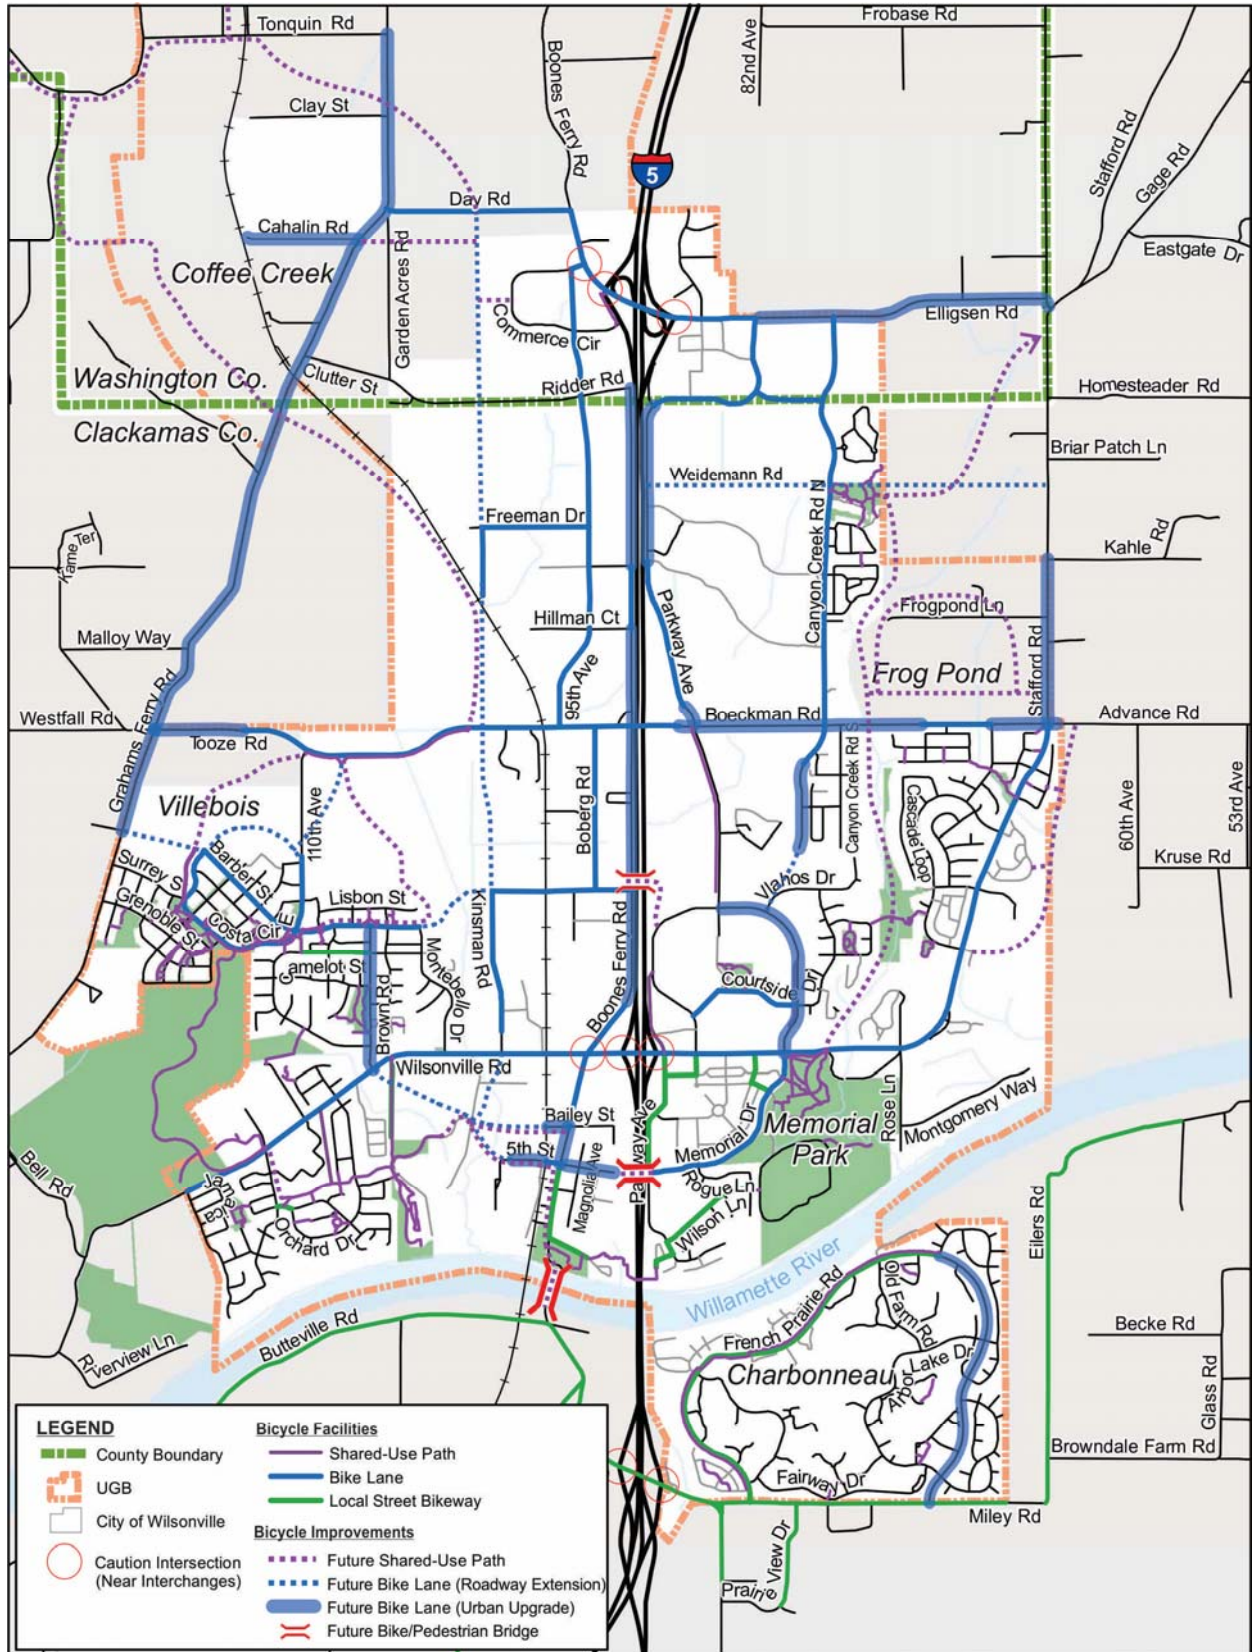 Tonquin Rd
Frobase Rd
82nd Ave
Boones Ferry Rd
Clay St
Stafford Rd
Gage Rd
5
Day Rd
Cahalin Rd
Eastgate Dr
Coffee Creek
Garden Acres Rd
Commerce Cir
Elligsen Rd
Washington Co.
Clutter St
Ridder Rd
Homesteader Rd
Clackamas Co.
Briar Patch Ln
Weidemann Rd
Canyon Creek Rd N
Freeman Dr
Kame Ter
Kahle Rd
Parkway Ave
Frogpond Ln
Hillman Ct
Malloy Way
Frog Pond
Stafford Rd
95th Ave
Grahams Ferry Rd
Westfall Rd
Tooze Rd
Boeckman Rd
Advance Rd
Canyon Creek Rd S
Villebois
110th Ave
Boberg Rd
Cascade Loop
60th Ave
53rd Ave
Surrey S
Barber St
Kruse Rd
Grenoble St
Costa Cir E
Lisbon St
Vlahos Dr
Kinsman Rd
Boones Ferry Rd
amelot St
Montebello Dr
Courtside Dr
Brown Rd
Wilsonville Rd
Rose Ln
Montgomery Way
Bailey St
Pa way Ave
Memorial Dr
Memorial
Park
5th St
Magnolia Ave
Rogue Ln
Wilson Ln
Bell Rd
Jamaica
Orchard Dr
Eilers Rd
Willamette River
Riverview Ln
Butteville Rd
French Prairie Rd
Old Farm Rd
Becke Rd
Charbonneau
Arbor Lake Dr
Glass Rd
Fairway Dr
Browndale Farm Rd
Miley Rd
Prairie View Dr
LEGEND
County Boundary
UGB
City of Wilsonville
Caution Intersection
(Near Interchanges)
Bicycle Facilities
Shared-Use Path
Bike Lane
Local Street Bikeway
Bicycle Improvements
Future Shared-Use Path
Future Bike Lane (Roadway Extension)
Future Bike Lane (Urban Upgrade)
Future Bike/Pedestrian Bridge